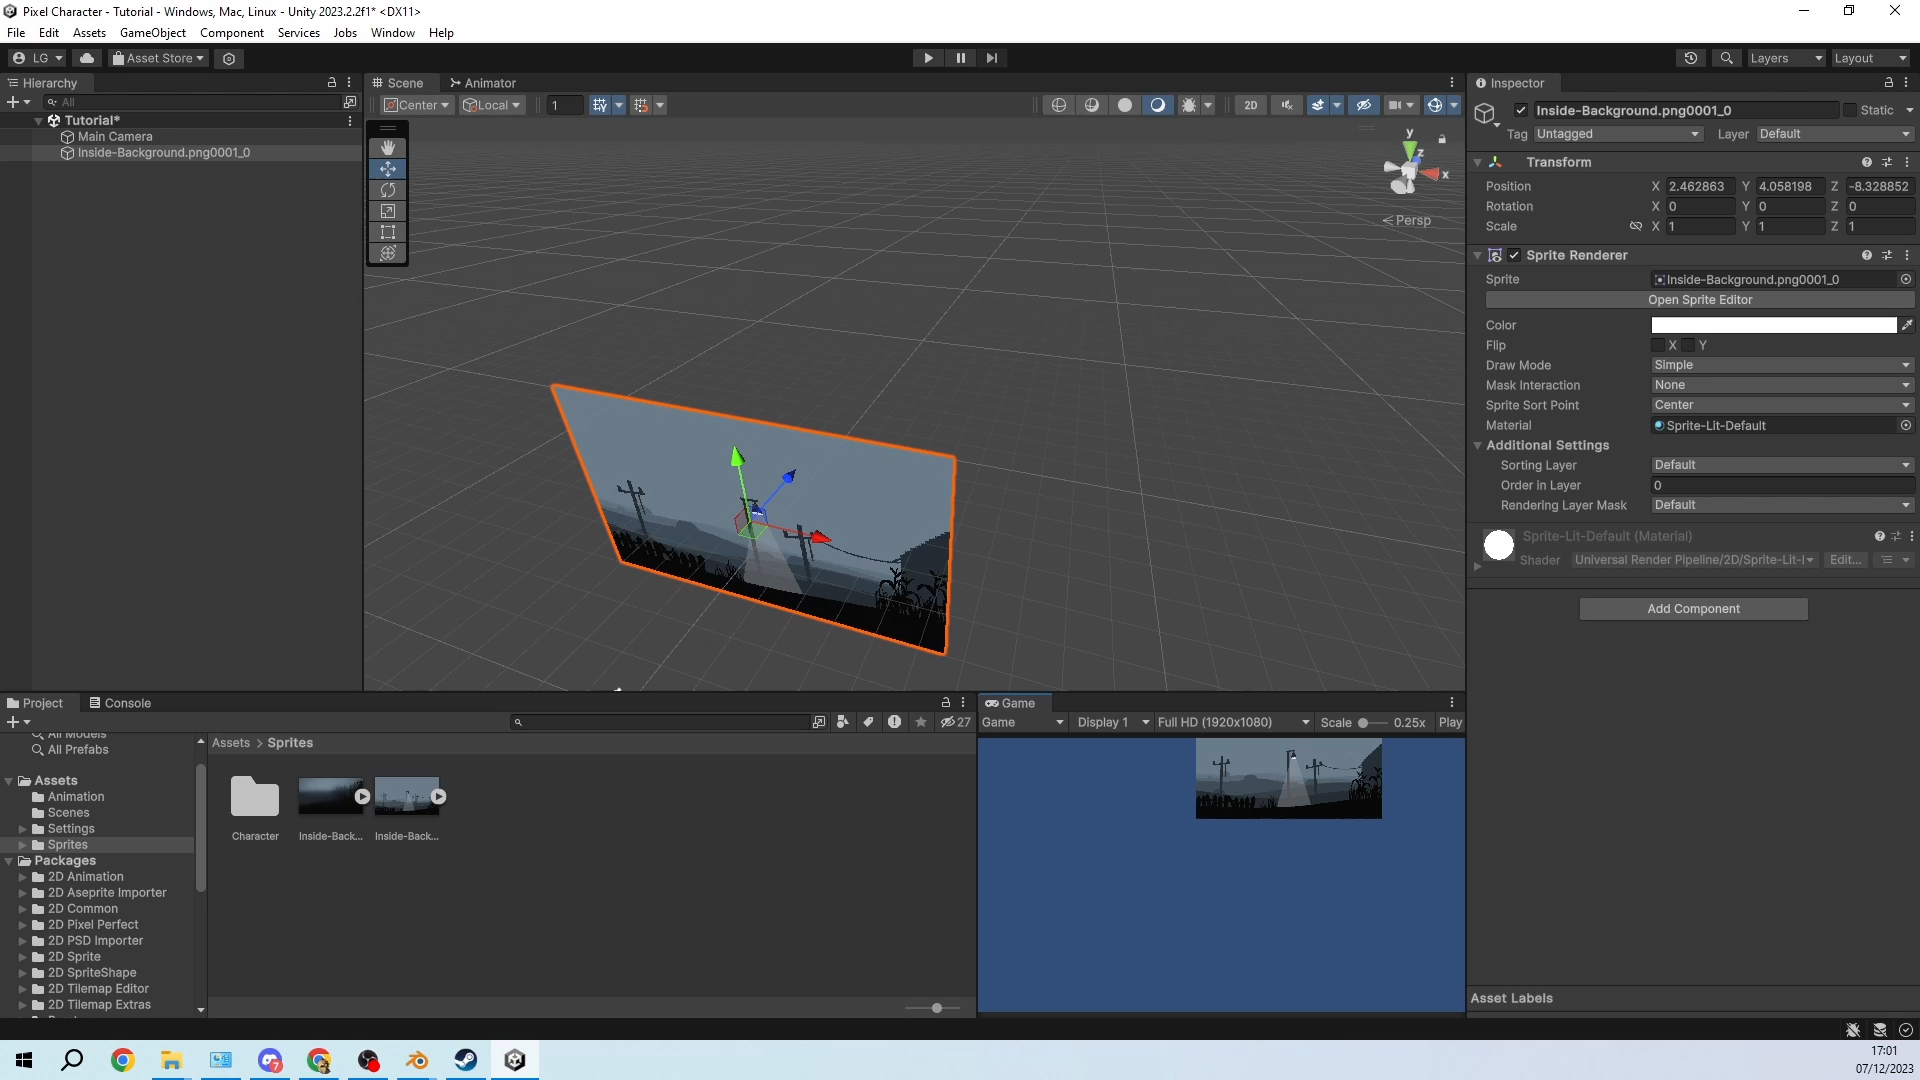 Pixel Character - Tutorial - Windows, Mac, Linux - Unity 2023.2.2f1* <DX11>
File Edit Assets GameObject Component Services Jobs Window Help
LG Asset Store Layers Layout
Hierarchy
All
Tutorial*
Main Camera
Inside-Background.png0001_0
Scene Animator
Center Local 1 2D
y
z
x
Persp
Inspector
Inside-Background.png0001_0 Static
Tag Untagged Layer Default
Transform
Position X 2.462863 Y 4.058198 Z -8.328852
Rotation X 0 Y 0 Z 0
Scale X 1 Y 1 Z 1
Sprite Renderer
Sprite Inside-Background.png0001_0
Open Sprite Editor
Color
Flip X Y
Draw Mode Simple
Mask Interaction None
Sprite Sort Point Center
Material Sprite-Lit-Default
Additional Settings
Sorting Layer Default
Order in Layer 0
Rendering Layer Mask Default
Sprite-Lit-Default (Material)
Shader Universal Render Pipeline/2D/Sprite-Lit- Edit...
Add Component
Asset Labels
Project Console
27
All Prefabs
Assets
Animation
Scenes
Settings
Sprites
Packages
2D Animation
2D Aseprite Importer
2D Common
2D Pixel Perfect
2D PSD Importer
2D Sprite
2D SpriteShape
2D Tilemap Editor
2D Tilemap Extras
Assets > Sprites
Character Inside-Back... Inside-Back...
Game
Game Display 1 Full HD (1920x1080) Scale 0.25x Play
7
17:01
07/12/2023